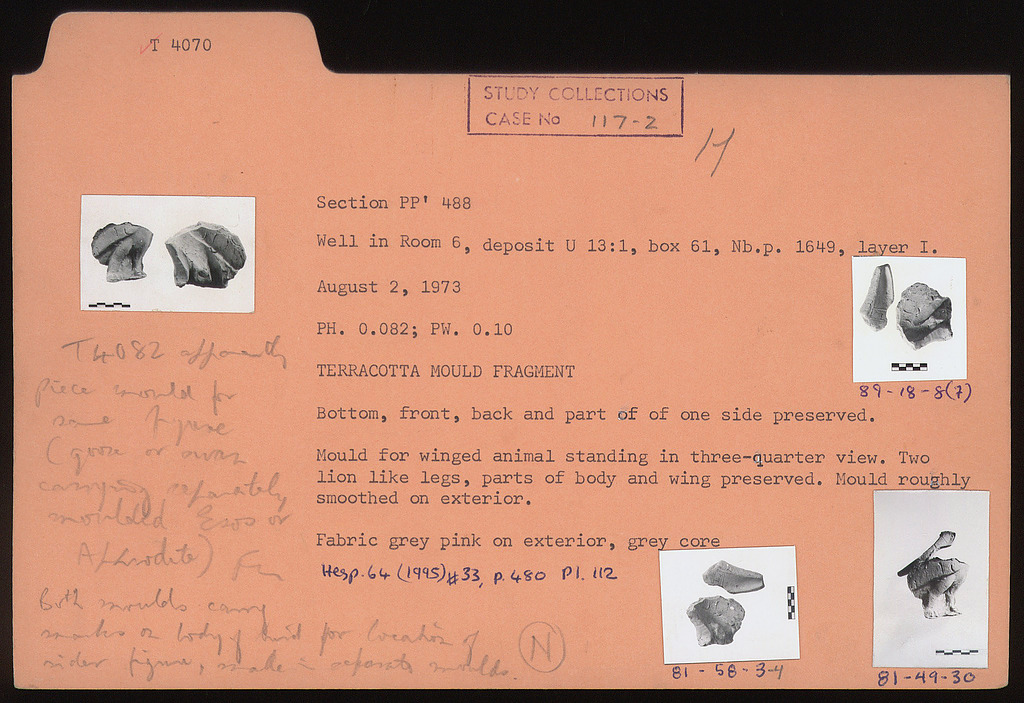 T 4070
STUDY COLLECTIONS
CASE No 117-2
H
Section PP' 488
Well in Room 6, deposit U 13:1, box 61, Nb.p. 1649, layer I.
August 2, 1973
PH. 0.082; PW. 0.10
TERRACOTTA MOULD FRAGMENT
Bottom, front, back and part of of one side preserved.
Mould for winged animal standing in three-quarter view. Two
lion like legs, parts of body and wing preserved. Mould roughly
smoothed on exterior.
Fabric grey pink on exterior, grey core
Hesp. 64 (1995) #33, p. 480 Pl. 112
T 4082 apparently
piece mould for
same figure
(goose or swan
carrying separately
moulded Eros or
Aphrodite)
Both moulds carry
marks on body of bird for location of
rider figure, made in separate moulds.
N
89-18-8(7)
81-58-3-4
81-49-30